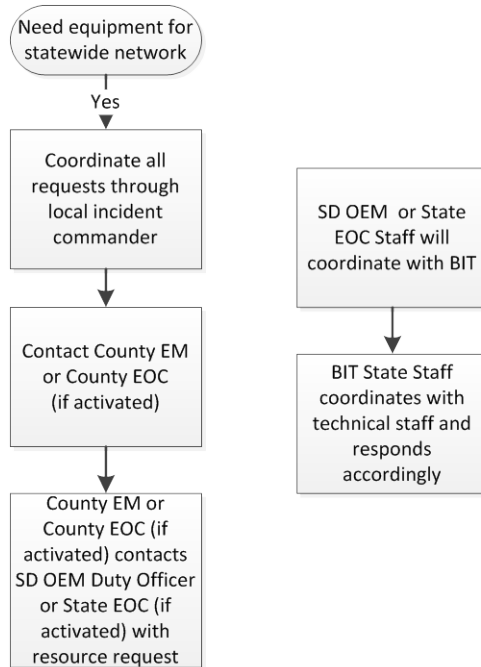 Need equipment for
statewide network
Yes
Coordinate all
requests through
local incident
commander
Contact County EM
or County EOC
(if activated)
County EM or
County EOC (if
activated) contacts
SD OEM Duty Officer
or State EOC (if
activated) with
resource request
SD OEM or State
EOC Staff will
coordinate with BIT
BIT State Staff
coordinates with
technical staff and
responds
accordingly